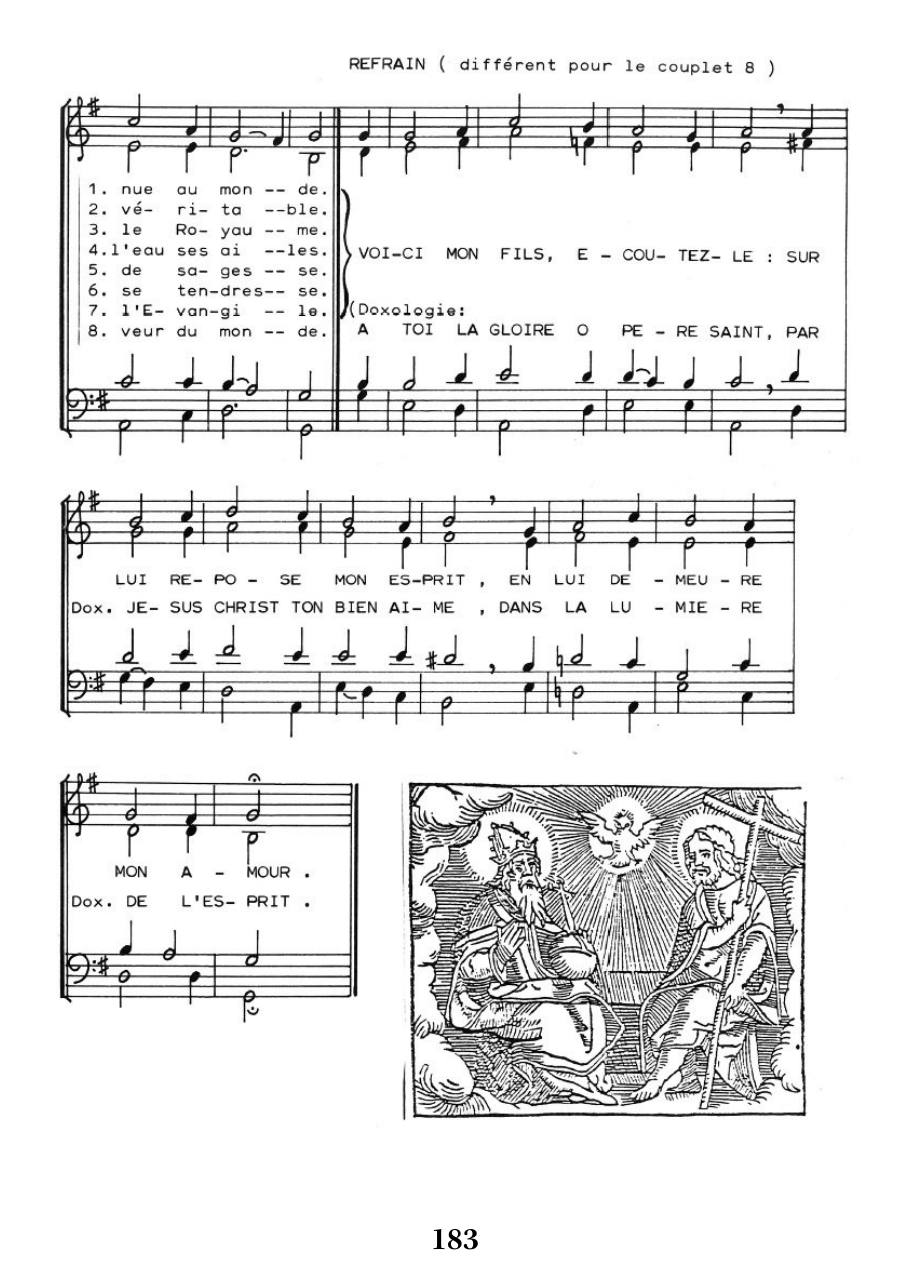 REFRAIN ( différent pour le couplet 8 )
1. nue au mon -- de.
2. vé- ri- ta --ble.
3. le Ro- yau -- me.
4.l'eau ses ai --les.
5. de sa- ges -- se.
6. se ten-dres-- se.
7. l'E- van-gi -- le.
8. veur du mon -- de.
VOI-CI MON FILS, E - COU- TEZ- LE : SUR
(Doxologie:
A TOI LA GLOIRE O PE - RE SAINT, PAR
LUI RE- PO - SE MON ES-PRIT , EN LUI DE - MEU - RE
Dox. JE- SUS CHRIST TON BIEN AI- ME , DANS LA LU - MIE - RE
MON A - MOUR .
Dox. DE L'ES- PRIT .
183